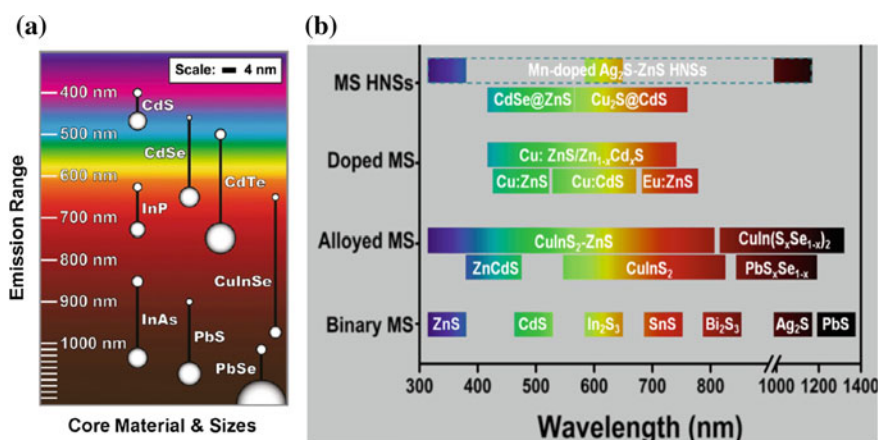 (a)
Scale: 4 nm
400 nm
CdS
500 nm
CdSe
CdTe
600 nm
InP
700 nm
CuInSe
800 nm
InAs
900 nm
PbS
1000 nm
PbSe
Emission Range
Core Material & Sizes
(b)
MS HNSs
Mn-doped Ag₂S-ZnS HNSs
CdSe@ZnS Cu₂S@CdS
Doped MS
Cu: ZnS/Zn₁₋ₓCdₓS
Cu:ZnS Cu:CdS Eu:ZnS
Alloyed MS
CuInS₂-ZnS CuIn(SₓSe₁₋ₓ)₂
ZnCdS CuInS₂ PbSₓSe₁₋ₓ
Binary MS
ZnS CdS In₂S₃ SnS Bi₂S₃ Ag₂S PbS
300 400 500 600 700 800 1000 1200 1400
Wavelength (nm)